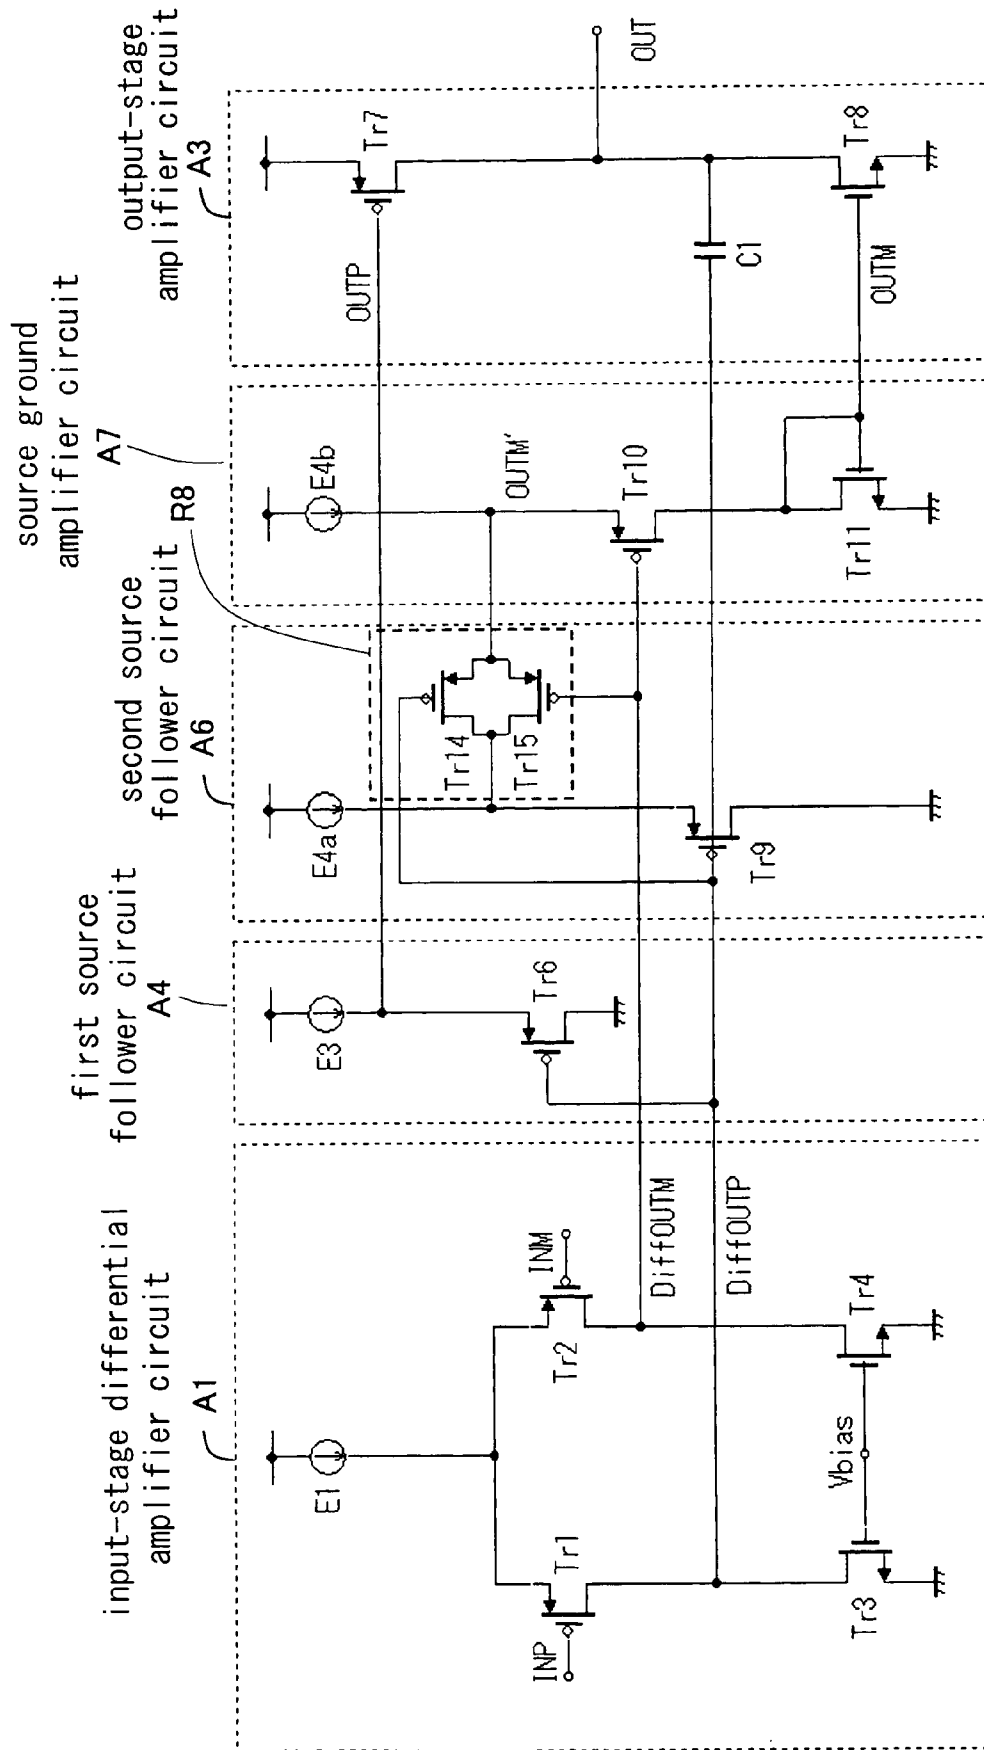 input-stage differential
amplifier circuit
A1
first source
follower circuit
A4
second source
follower circuit
A6
R8
source ground
amplifier circuit
A7
output-stage
amplifier circuit
A3
E1
INP
Tr1
Tr2
INM
DiffOUTM
DiffOUTP
Tr3
Vbias
Tr4
E3
Tr6
E4a
Tr14
Tr15
Tr9
E4b
OUTM'
Tr10
Tr11
OUTP
Tr7
OUT
C1
OUTM
Tr8